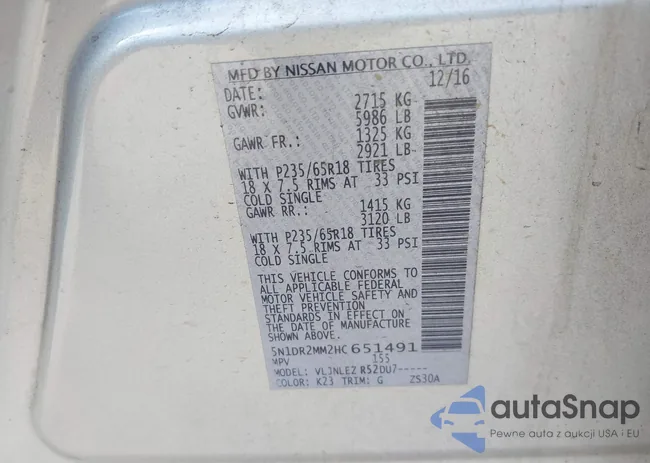 MFD BY NISSAN MOTOR CO., LTD.
DATE: 12/16
GVWR: 2715 KG
5986 LB
GAWR FR.: 1325 KG
2921 LB
WITH P235/65R18 TIRES
18 X 7.5 RIMS AT 33 PSI
COLD SINGLE
GAWR RR.: 1415 KG
3120 LB
WITH P235/65R18 TIRES
18 X 7.5 RIMS AT 33 PSI
COLD SINGLE
THIS VEHICLE CONFORMS TO
ALL APPLICABLE FEDERAL
MOTOR VEHICLE SAFETY AND
THEFT PREVENTION
STANDARDS IN EFFECT ON
THE DATE OF MANUFACTURE
SHOWN ABOVE.
5N1DR2MM2HC651491
MPV 155
MODEL: VLJNLEZ R52DU7-----
COLOR: K23 TRIM: G ZS30A
autaSnap
Pewne auta z aukcji USA i EU